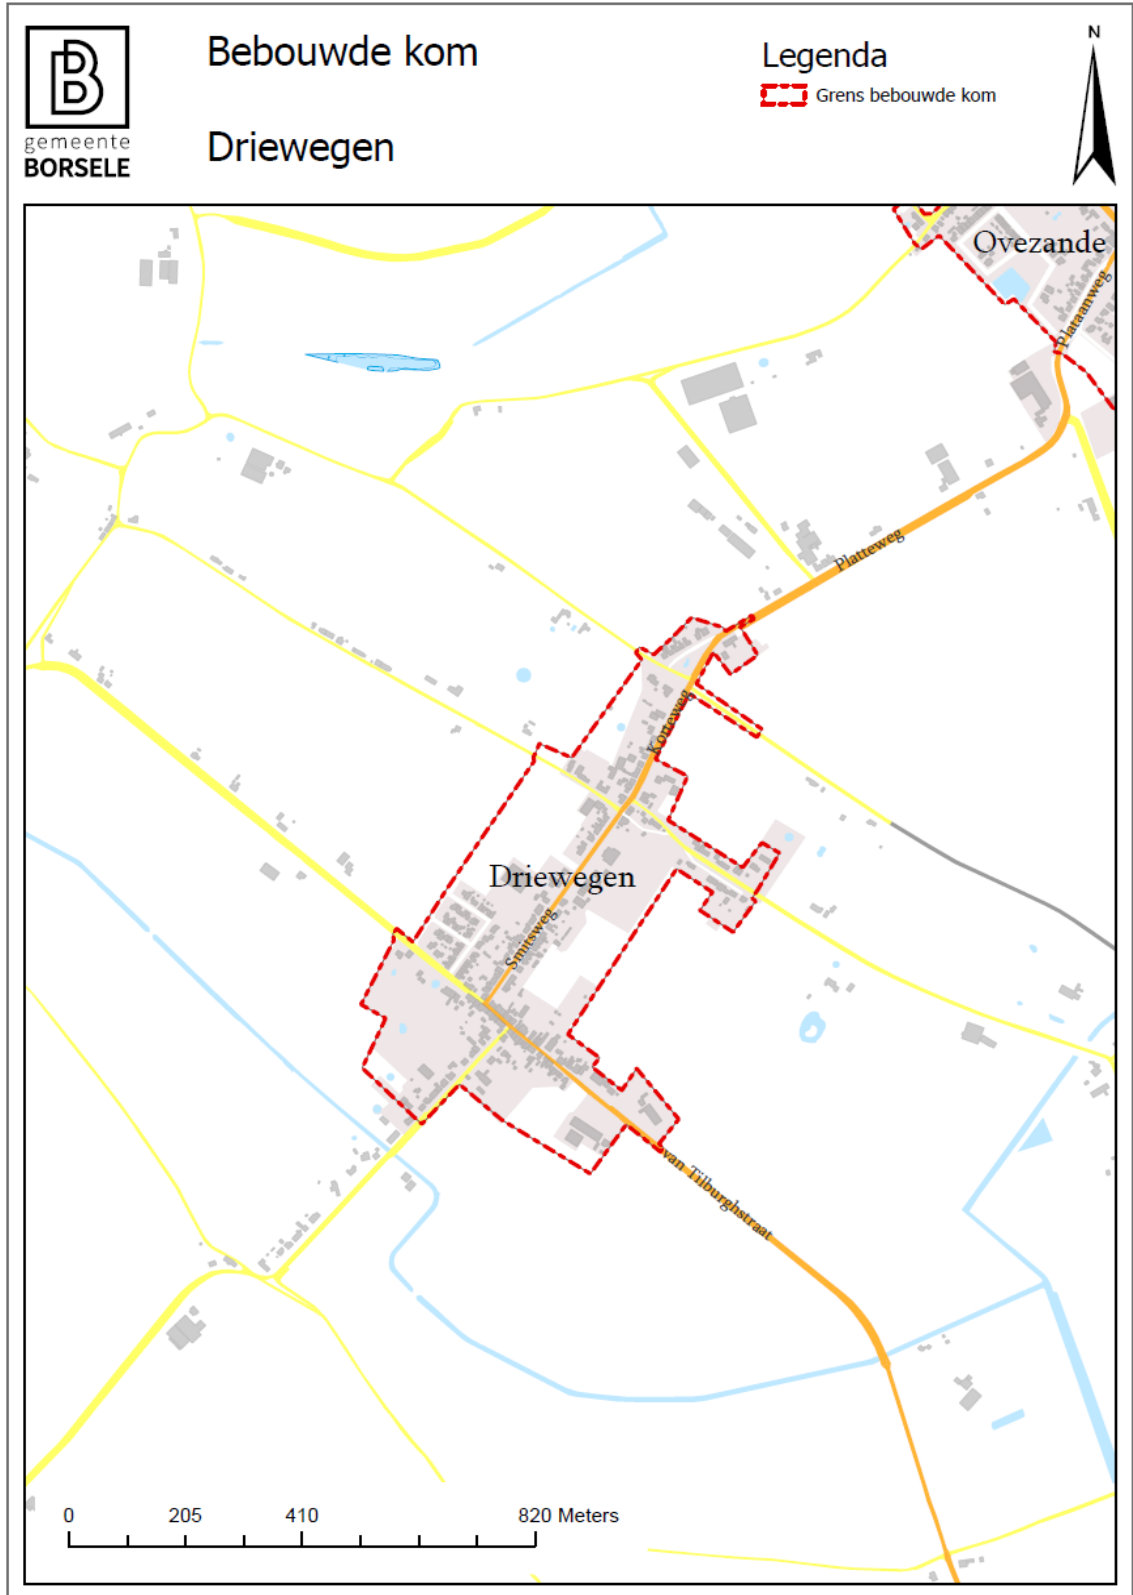 gemeente
BORSELE
Bebouwde kom
Driewegen
Legenda
Grens bebouwde kom
N
Ovezande
Plataanweg
Platteweg
Korteweg
Driewegen
Smitsweg
van Tilburghstraat
0 205 410 820 Meters